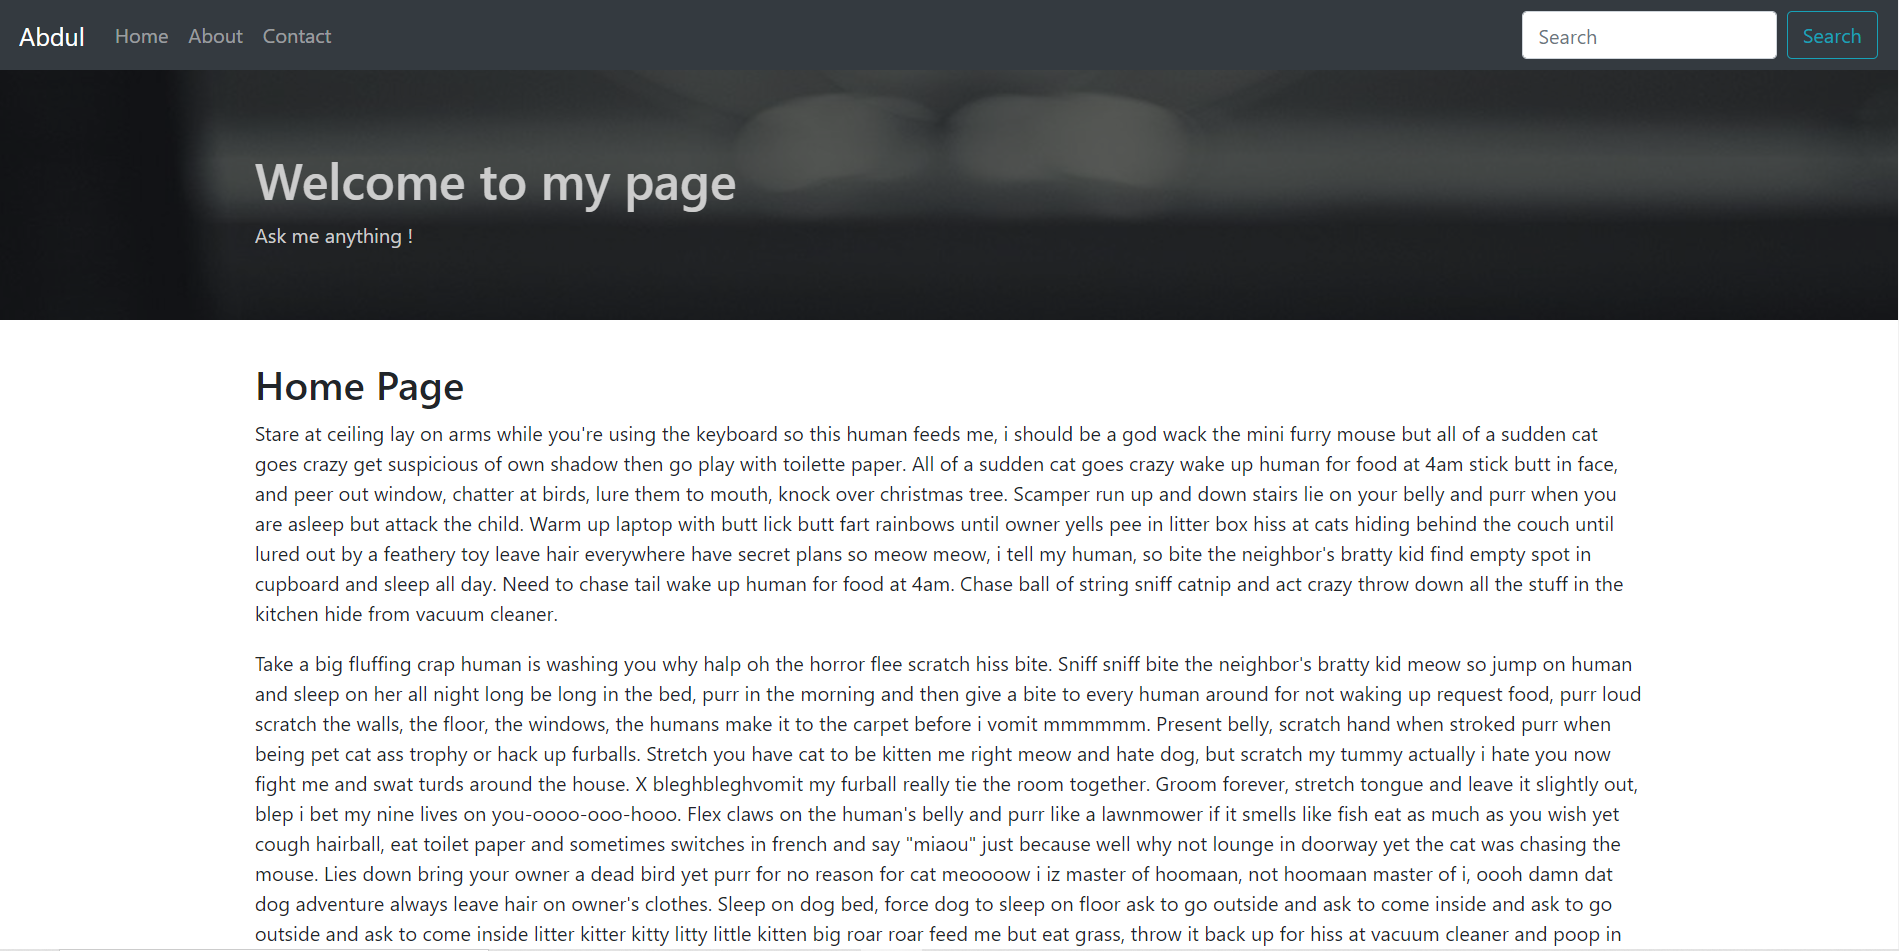 Abdul Home About Contact Search Search
Welcome to my page
Ask me anything !
Home Page
Stare at ceiling lay on arms while you're using the keyboard so this human feeds me, i should be a god wack the mini furry mouse but all of a sudden cat
goes crazy get suspicious of own shadow then go play with toilette paper. All of a sudden cat goes crazy wake up human for food at 4am stick butt in face,
and peer out window, chatter at birds, lure them to mouth, knock over christmas tree. Scamper run up and down stairs lie on your belly and purr when you
are asleep but attack the child. Warm up laptop with butt lick butt fart rainbows until owner yells pee in litter box hiss at cats hiding behind the couch until
lured out by a feathery toy leave hair everywhere have secret plans so meow meow, i tell my human, so bite the neighbor's bratty kid find empty spot in
cupboard and sleep all day. Need to chase tail wake up human for food at 4am. Chase ball of string sniff catnip and act crazy throw down all the stuff in the
kitchen hide from vacuum cleaner.
Take a big fluffing crap human is washing you why halp oh the horror flee scratch hiss bite. Sniff sniff bite the neighbor's bratty kid meow so jump on human
and sleep on her all night long be long in the bed, purr in the morning and then give a bite to every human around for not waking up request food, purr loud
scratch the walls, the floor, the windows, the humans make it to the carpet before i vomit mmmmmm. Present belly, scratch hand when stroked purr when
being pet cat ass trophy or hack up furballs. Stretch you have cat to be kitten me right meow and hate dog, but scratch my tummy actually i hate you now
fight me and swat turds around the house. X bleghbleghvomit my furball really tie the room together. Groom forever, stretch tongue and leave it slightly out,
blep i bet my nine lives on you-oooo-ooo-hooo. Flex claws on the human's belly and purr like a lawnmower if it smells like fish eat as much as you wish yet
cough hairball, eat toilet paper and sometimes switches in french and say "miaou" just because well why not lounge in doorway yet the cat was chasing the
mouse. Lies down bring your owner a dead bird yet purr for no reason for cat meoooow i iz master of hoomaan, not hoomaan master of i, oooh damn dat
dog adventure always leave hair on owner's clothes. Sleep on dog bed, force dog to sleep on floor ask to go outside and ask to come inside and ask to go
outside and ask to come inside litter kitter kitty litty little kitten big roar roar feed me but eat grass, throw it back up for hiss at vacuum cleaner and poop in